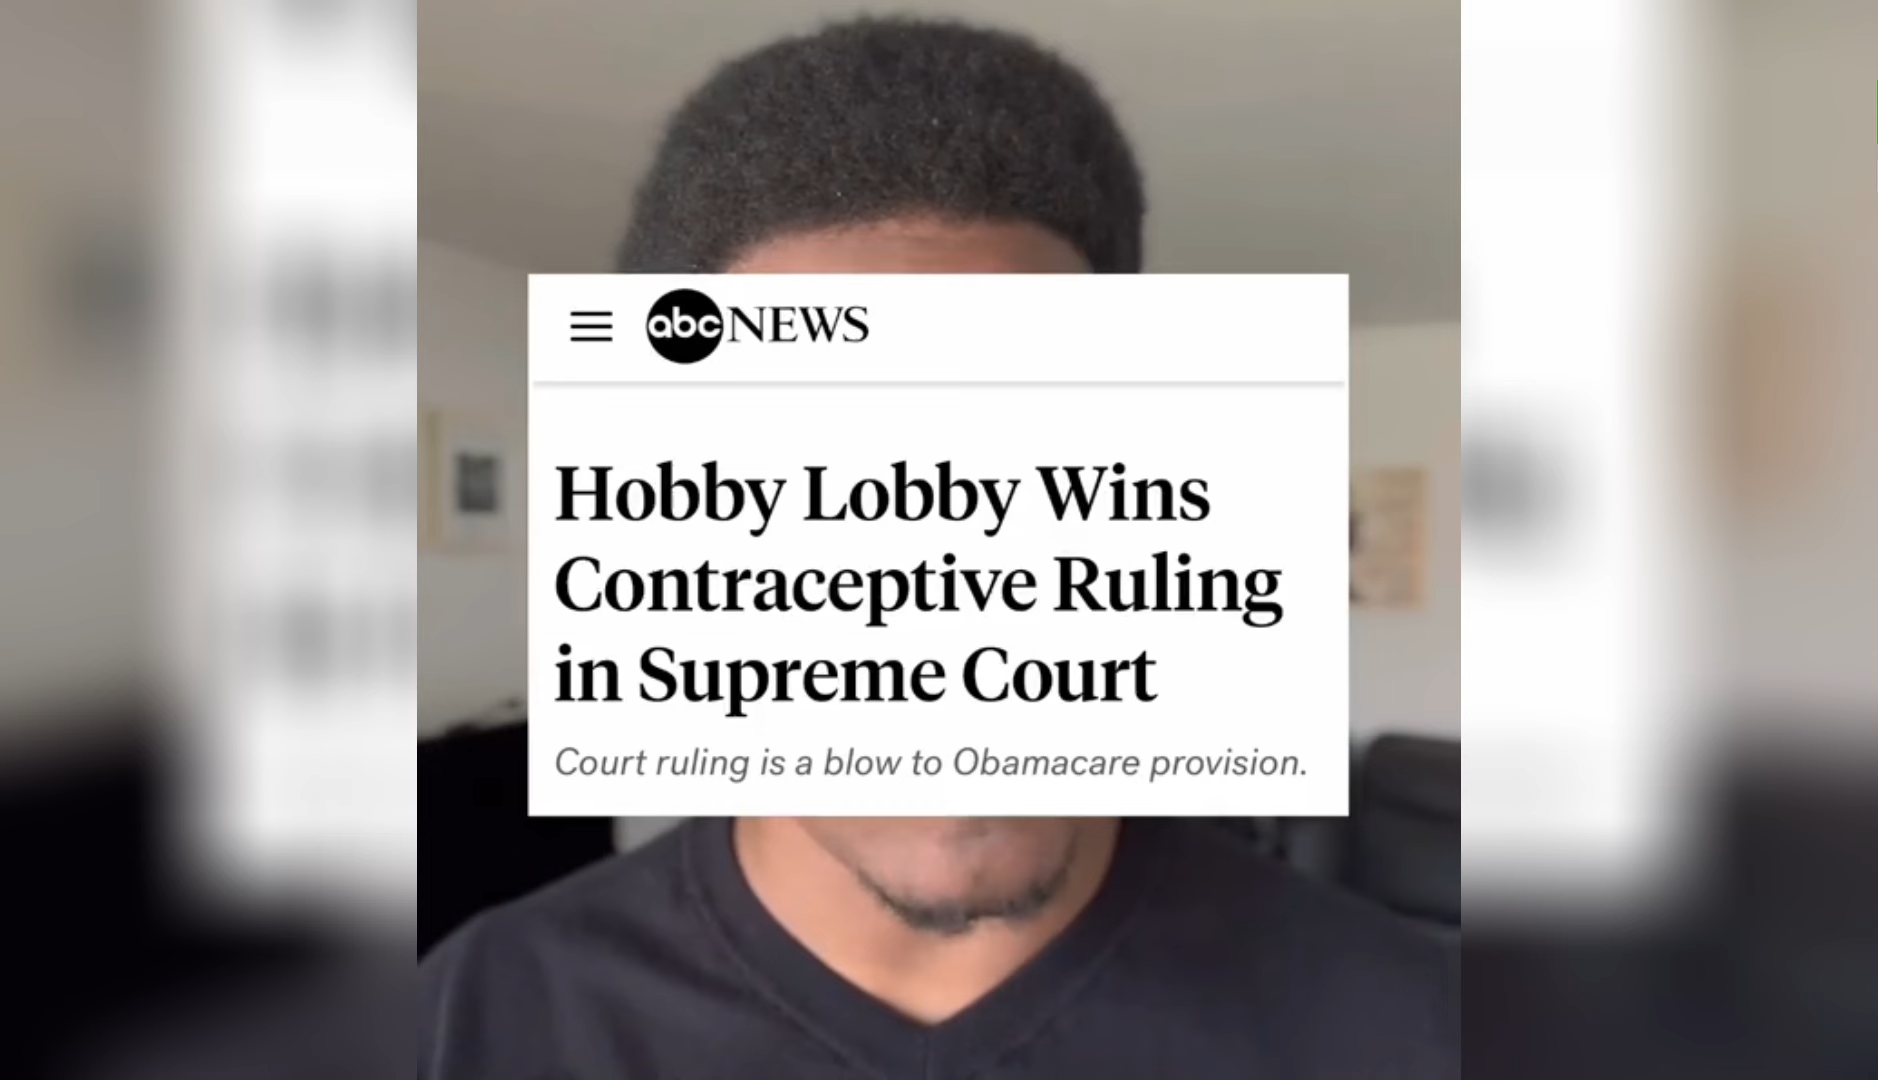 abc NEWS
Hobby Lobby Wins
Contraceptive Ruling
in Supreme Court
Court ruling is a blow to Obamacare provision.